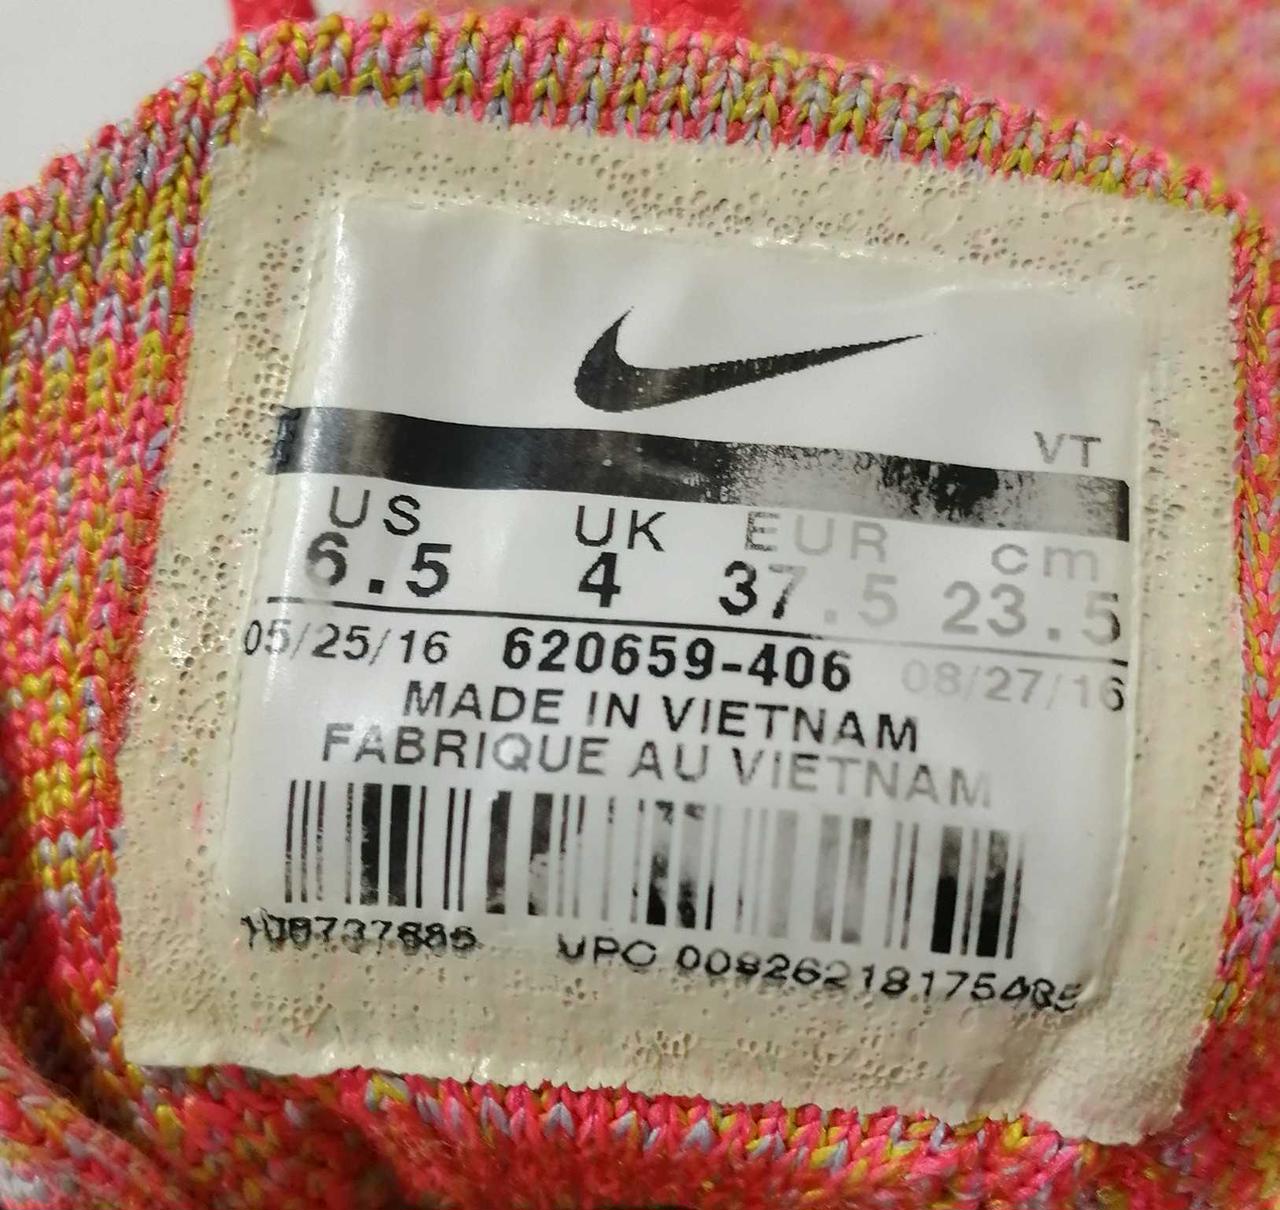 VT
US UK EUR cm
6.5 4 37.5 23.5
05/25/16 620659-406 08/27/16
MADE IN VIETNAM
FABRIQUE AU VIETNAM
UPC